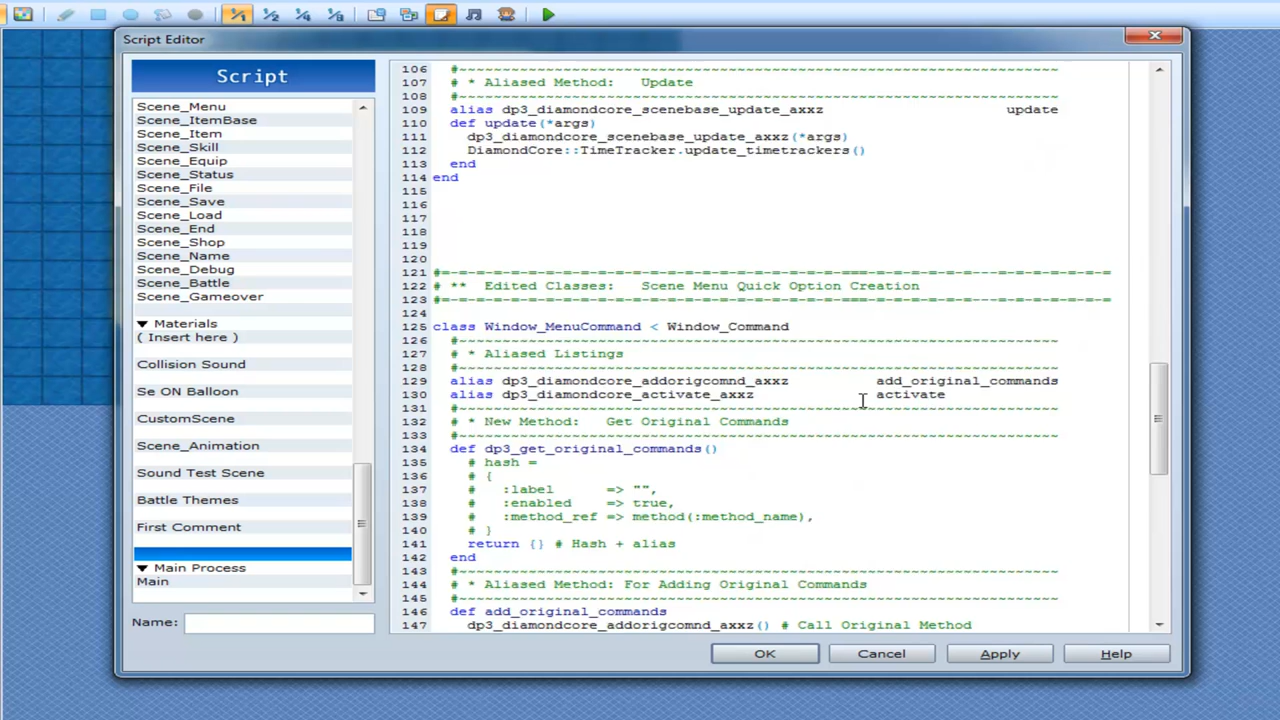 Script Editor
Script
Scene_Menu
Scene_ItemBase
Scene_Item
Scene_Skill
Scene_Equip
Scene_Status
Scene_File
Scene_Save
Scene_Load
Scene_End
Scene_Shop
Scene_Name
Scene_Debug
Scene_Battle
Scene_Gameover
▼ Materials
( Insert here )
Collision Sound
Se ON Balloon
CustomScene
Scene_Animation
Sound Test Scene
Battle Themes
First Comment
▼ Main Process
Main
Name:
106 #------------------------------------------------------------------------
107 # * Aliased Method: Update
108 #------------------------------------------------------------------------
109 alias dp3_diamondcore_scenebase_update_axxz update
110 def update(*args)
111 dp3_diamondcore_scenebase_update_axxz(*args)
112 DiamondCore::TimeTracker.update_timetrackers()
113 end
114 end
115
116
117
118
119
120
121 #=-=-=-=-=-=-=-=-=-=-=-=-=-=-=-=-=-=-=-=-=-=-=-=-===-=-=-=-=-=-=---=-=-=-=-=-=-=
122 # ** Edited Classes: Scene Menu Quick Option Creation
123 #=-=-=-=-=-=-=-=-=-=-=-=-=-=-=-=-=-=-=-=-=-=-=-=-===-=-=-=-=-=-=---=-=-=-=-=-=-=
124
125 class Window_MenuCommand < Window_Command
126 #------------------------------------------------------------------------
127 # * Aliased Listings
128 #------------------------------------------------------------------------
129 alias dp3_diamondcore_addorigcomnd_axxz add_original_commands
130 alias dp3_diamondcore_activate_axxz activate
131 #------------------------------------------------------------------------
132 # * New Method: Get Original Commands
133 #------------------------------------------------------------------------
134 def dp3_get_original_commands()
135 # hash =
136 # {
137 # :label => "",
138 # :enabled => true,
139 # :method_ref => method(:method_name),
140 # }
141 return {} # Hash + alias
142 end
143 #------------------------------------------------------------------------
144 # * Aliased Method: For Adding Original Commands
145 #------------------------------------------------------------------------
146 def add_original_commands
147 dp3_diamondcore_addorigcomnd_axxz() # Call Original Method
OK Cancel Apply Help